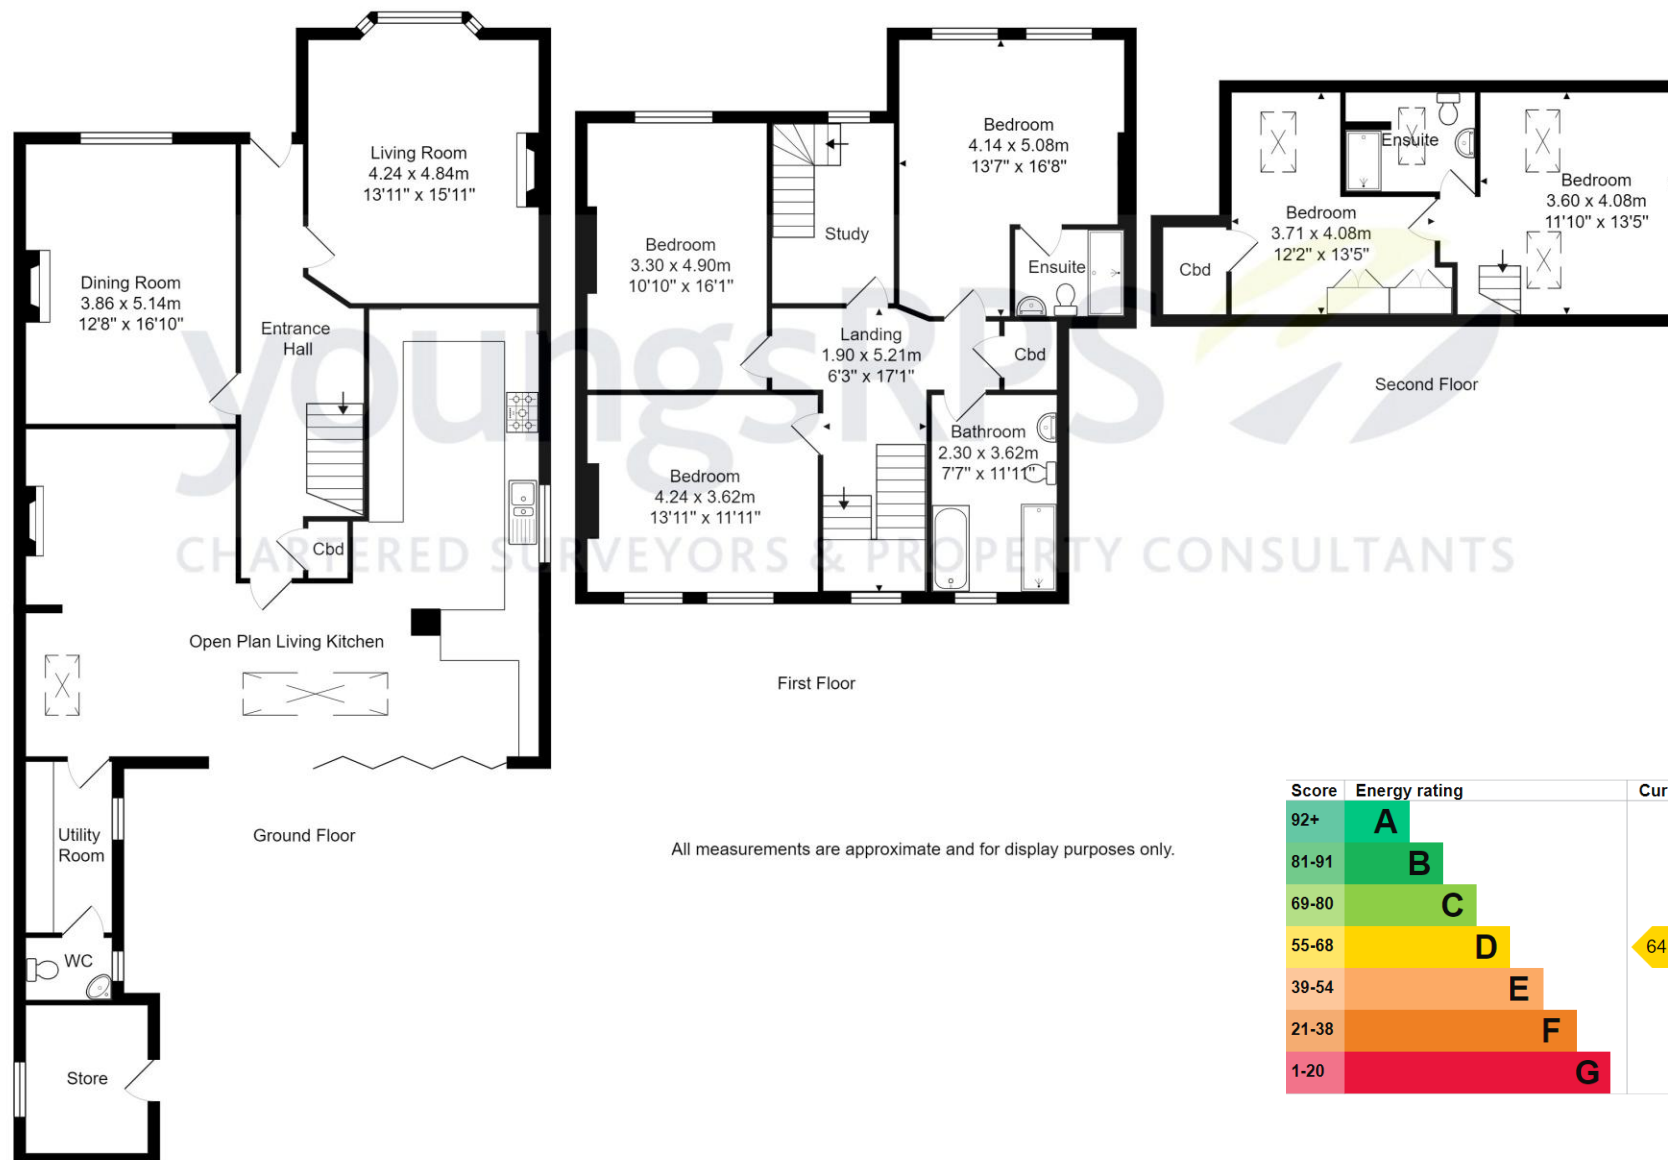 Living Room
4.24 x 4.84m
13'11" x 15'11"
Dining Room
3.86 x 5.14m
12'8" x 16'10"
Entrance
Hall
Cbd
Open Plan Living Kitchen
Utility
Room
WC
Store
Ground Floor
Bedroom
4.14 x 5.08m
13'7" x 16'8"
Study
Bedroom
3.30 x 4.90m
10'10" x 16'1"
Ensuite
Landing
1.90 x 5.21m
6'3" x 17'1"
Cbd
Bathroom
2.30 x 3.62m
7'7" x 11'11"
Bedroom
4.24 x 3.62m
13'11" x 11'11"
First Floor
Ensuite
Bedroom
3.60 x 4.08m
11'10" x 13'5"
Bedroom
3.71 x 4.08m
12'2" x 13'5"
Cbd
Second Floor
youngsRPS
CHARTERED SURVEYORS & PROPERTY CONSULTANTS
All measurements are approximate and for display purposes only.
Score Energy rating Cur
92+ A
81-91 B
69-80 C
55-68 D 64
39-54 E
21-38 F
1-20 G